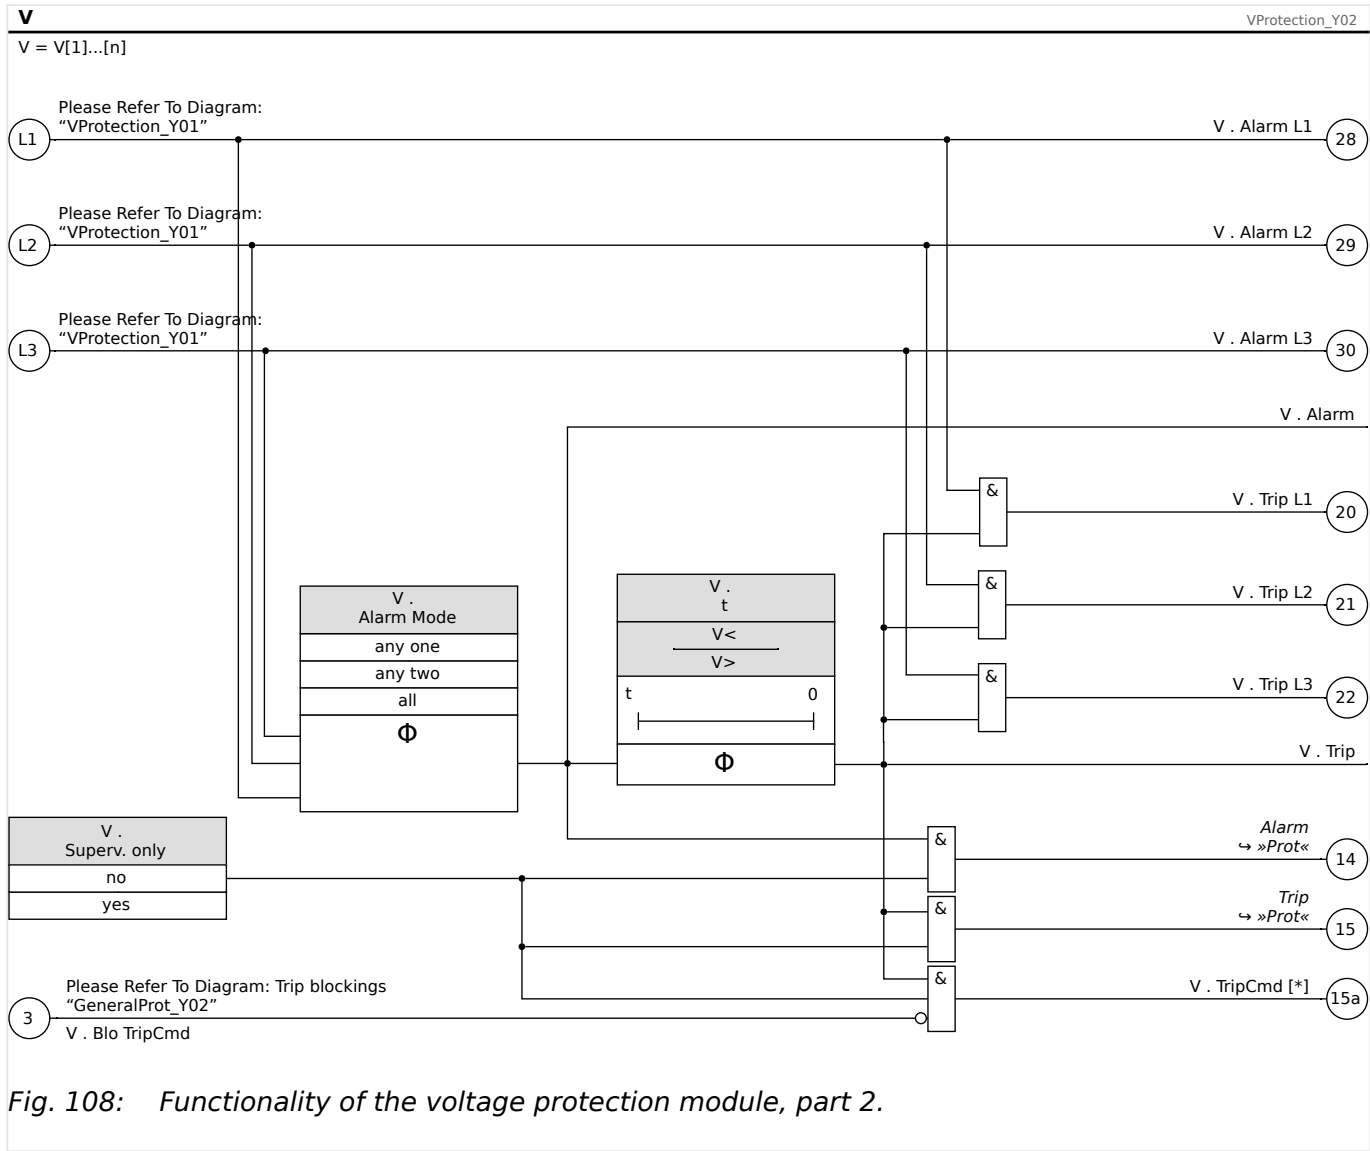 V
VProtection_Y02
V = V[1]...[n]
Please Refer To Diagram:
“VProtection_Y01”
L1
V . Alarm L1
28
Please Refer To Diagram:
“VProtection_Y01”
L2
V . Alarm L2
29
Please Refer To Diagram:
“VProtection_Y01”
L3
V . Alarm L3
30
V . Alarm
&
V . Trip L1
20
&
V . Trip L2
21
&
V . Trip L3
22
V .
Alarm Mode
any one
any two
all
Φ
V .
t
V<
V>
t 0
Φ
V . Trip
V .
Superv. only
no
yes
&
Alarm
↪ »Prot«
14
&
Trip
↪ »Prot«
15
&
V . TripCmd [*]
15a
Please Refer To Diagram: Trip blockings
“GeneralProt_Y02”
3
V . Blo TripCmd
Fig. 108: Functionality of the voltage protection module, part 2.